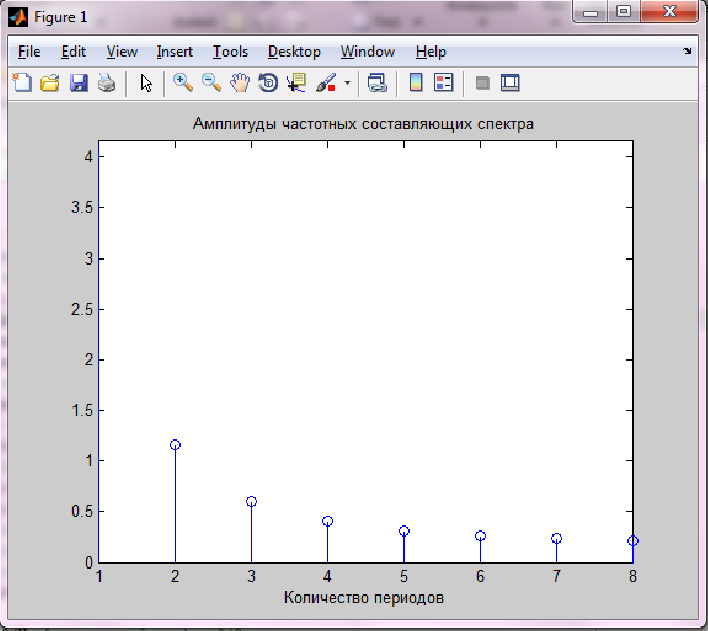 Figure 1
File Edit View Insert Tools Desktop Window Help
Амплитуды частотных составляющих спектра
4
3.5
3
2.5
2
1.5
1
0.5
0
1 2 3 4 5 6 7 8
Количество периодов